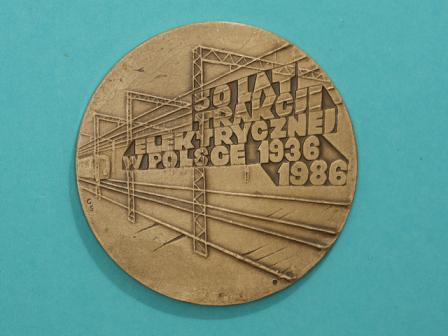 50 LAT
TRAKCJI
ELEKTRYCZNEJ
W POLSCE 1936
1986